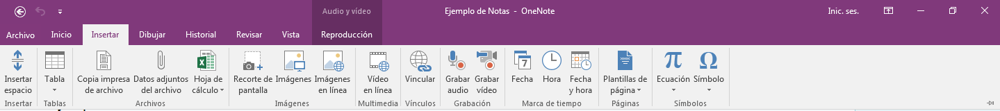 Audio y vídeo
Ejemplo de Notas - OneNote
Inic. ses.
Archivo Inicio Insertar Dibujar Historial Revisar Vista Reproducción
7
Insertar Tabla Copia impresa Datos adjuntos Hoja de Recorte de Imágenes Imágenes Vídeo Vincular Grabar Grabar Fecha Hora Fecha Plantillas de Ecuación Símbolo
espacio de archivo del archivo cálculo pantalla en línea en línea audio vídeo y hora página
Insertar Tablas Archivos Imágenes Multimedia Vínculos Grabación Marca de tiempo Páginas Símbolos